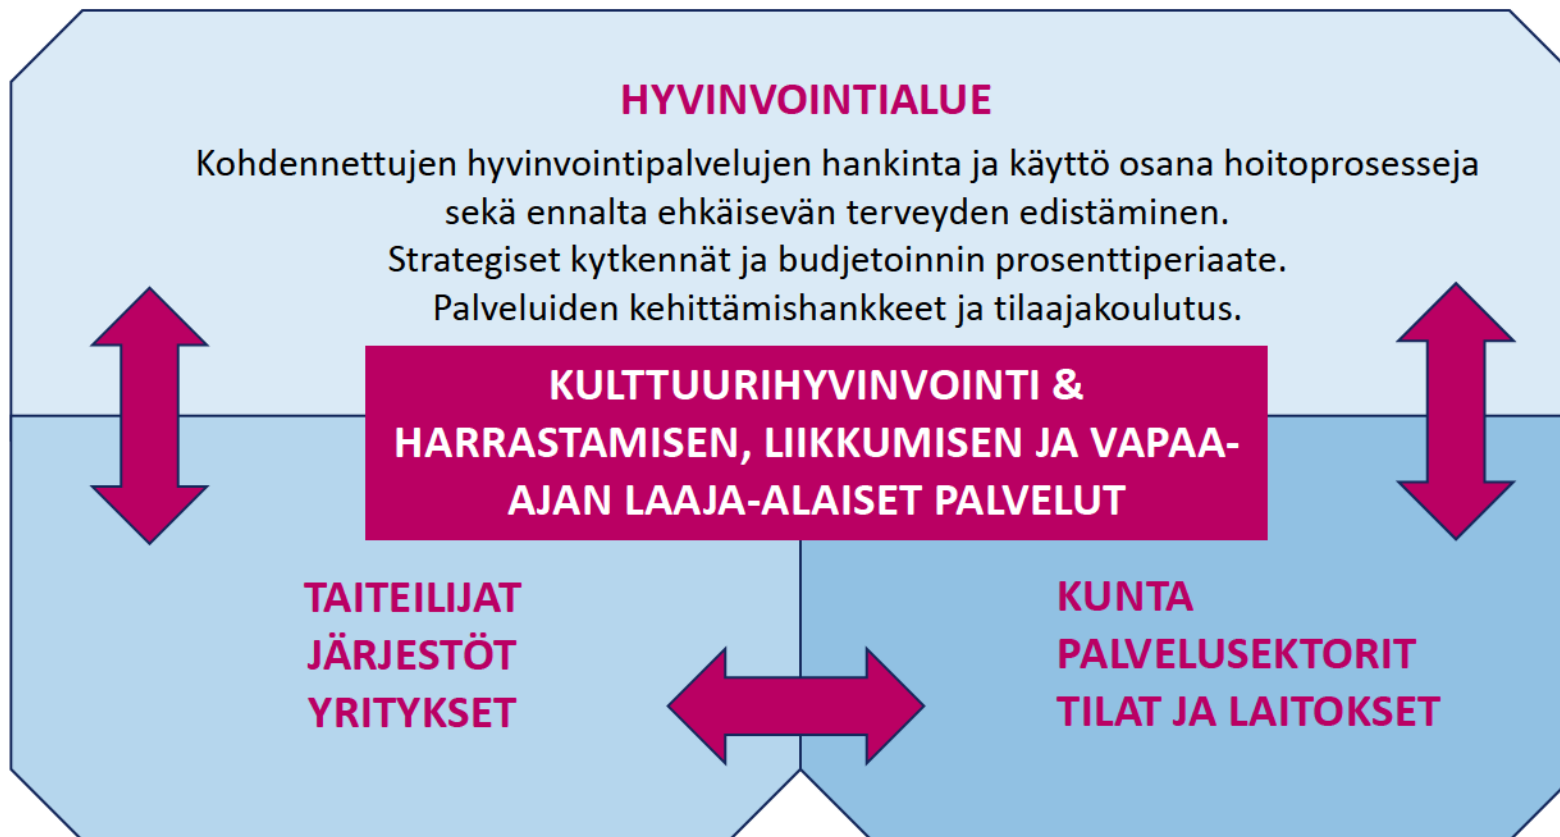 HYVINVOINTIALUE
Kohdennettujen hyvinvointipalvelujen hankinta ja käyttö osana hoitoprosesseja
sekä ennalta ehkäisevän terveyden edistäminen.
Strategiset kytkennät ja budjetoinnin prosenttiperiaate.
Palveluiden kehittämishankkeet ja tilaajakoulutus.
KULTTUURIHYVINVOINTI &
HARRASTAMISEN, LIIKKUMISEN JA VAPAA-
AJAN LAAJA-ALAISET PALVELUT
TAITEILIJAT
JÄRJESTÖT
YRITYKSET
KUNTA
PALVELUSEKTORIT
TILAT JA LAITOKSET